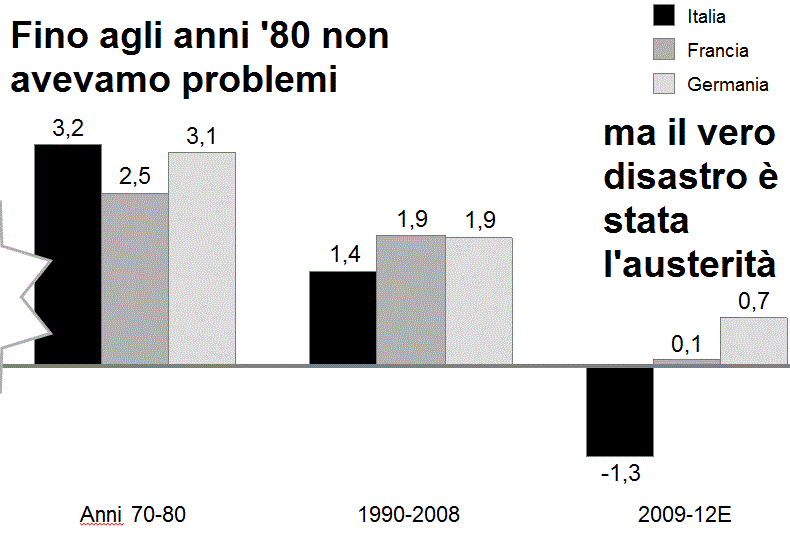 Fino agli anni '80 non
avevamo problemi
Italia
Francia
Germania
ma il vero
disastro è
stata
l'austerità
3,2
2,5
3,1
1,4
1,9
1,9
-1,3
0,1
0,7
Anni 70-80
1990-2008
2009-12E